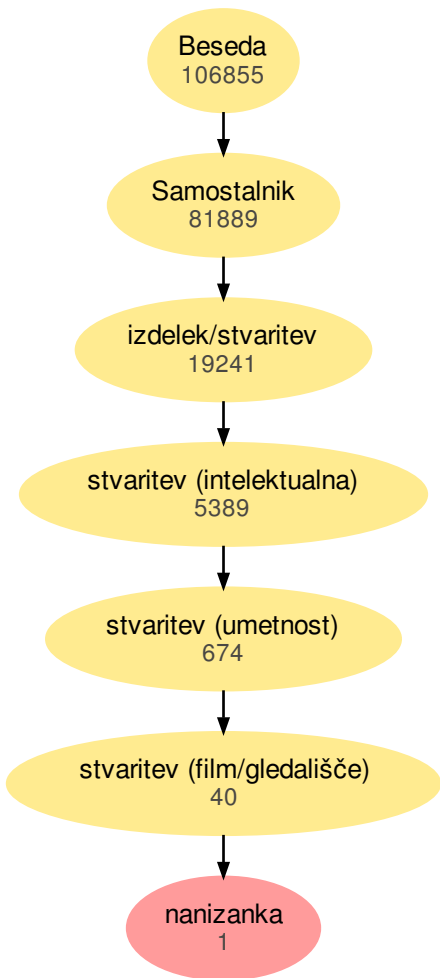 Beseda
106855
Samostalnik
81889
izdelek/stvaritev
19241
stvaritev (intelektualna)
5389
stvaritev (umetnost)
674
stvaritev (film/gledališče)
40
nanizanka
1